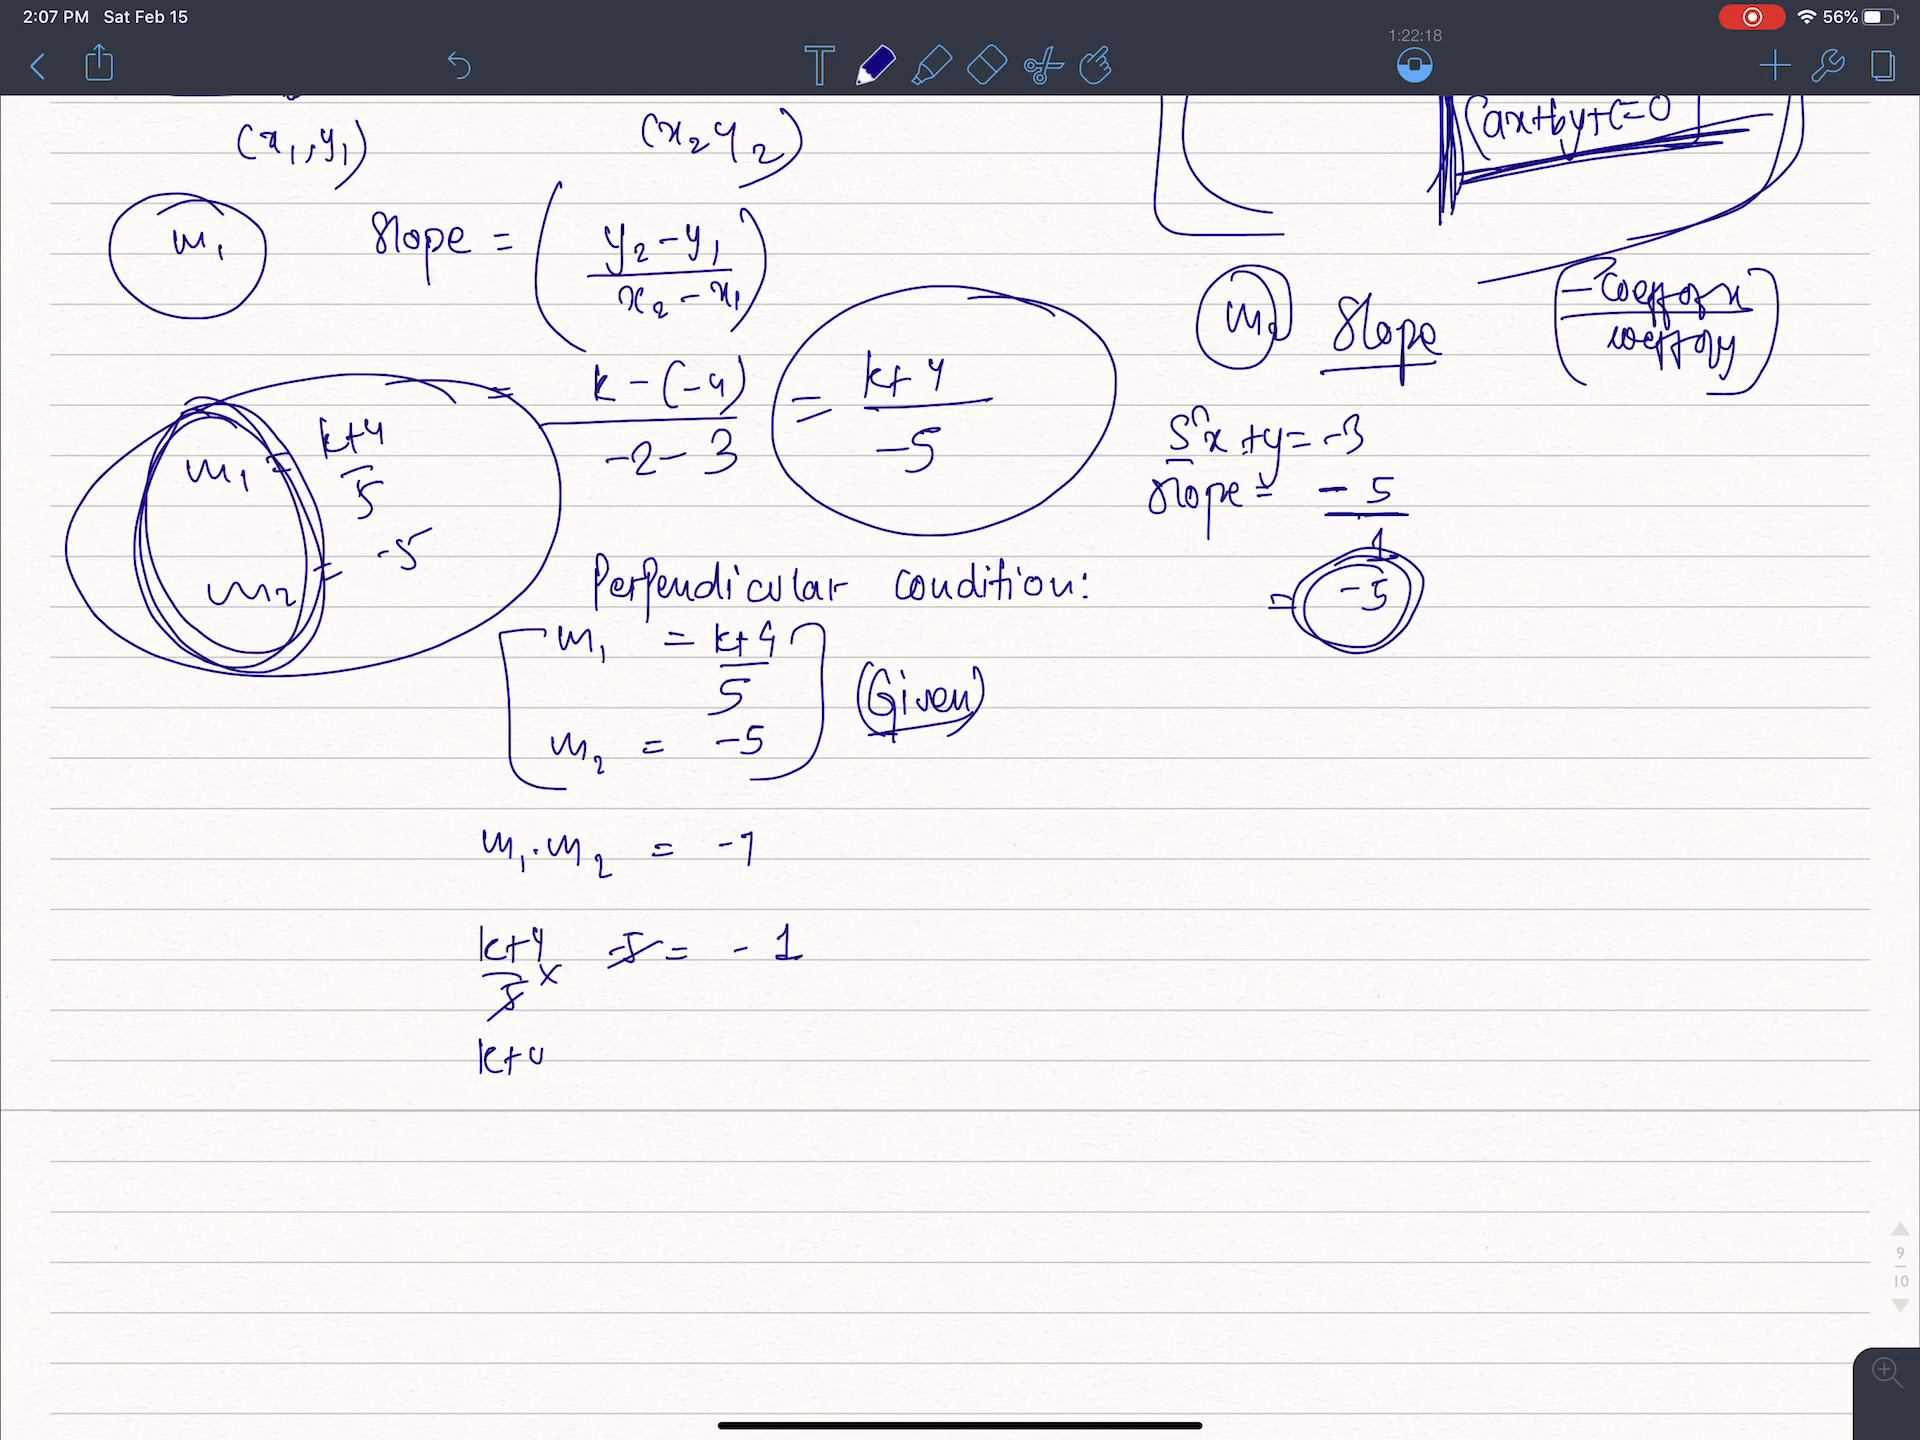 2:07 PM Sat Feb 15
56%
1:22:18
(x₁,y₁) (x₂ y₂)
ax+by+c=0
m₁ Slope = (y₂-y₁)/(x₂-x₁)
Slope (-coeff of x / coeff of y)
= (k-(-4))/(-2-3) = (k+4)/(-5)
5x+y=-3
m₁ = (k+4)/5
slope = -5/1
m₂ = -5
= -5
Perpendicular condition:
m₁ = (k+4)/5
(Given)
m₂ = -5
m₁·m₂ = -1
(k+4)/5 x -5 = -1
k+
9
10